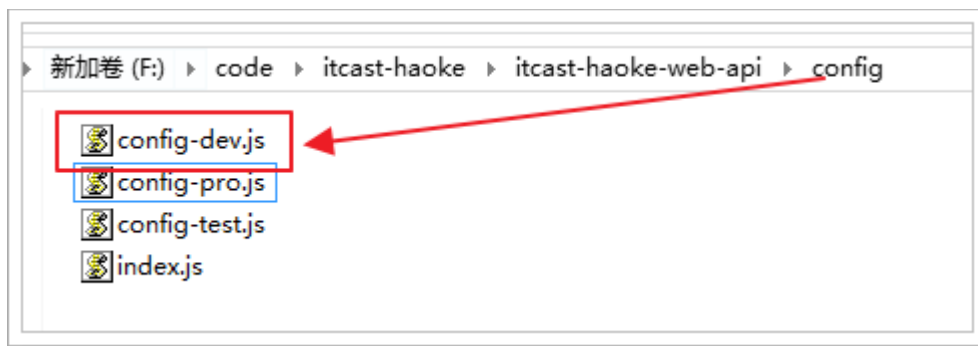 新加卷 (F:) ▸ code ▸ itcast-haoke ▸ itcast-haoke-web-api ▸ config
config-dev.js
config-pro.js
config-test.js
index.js